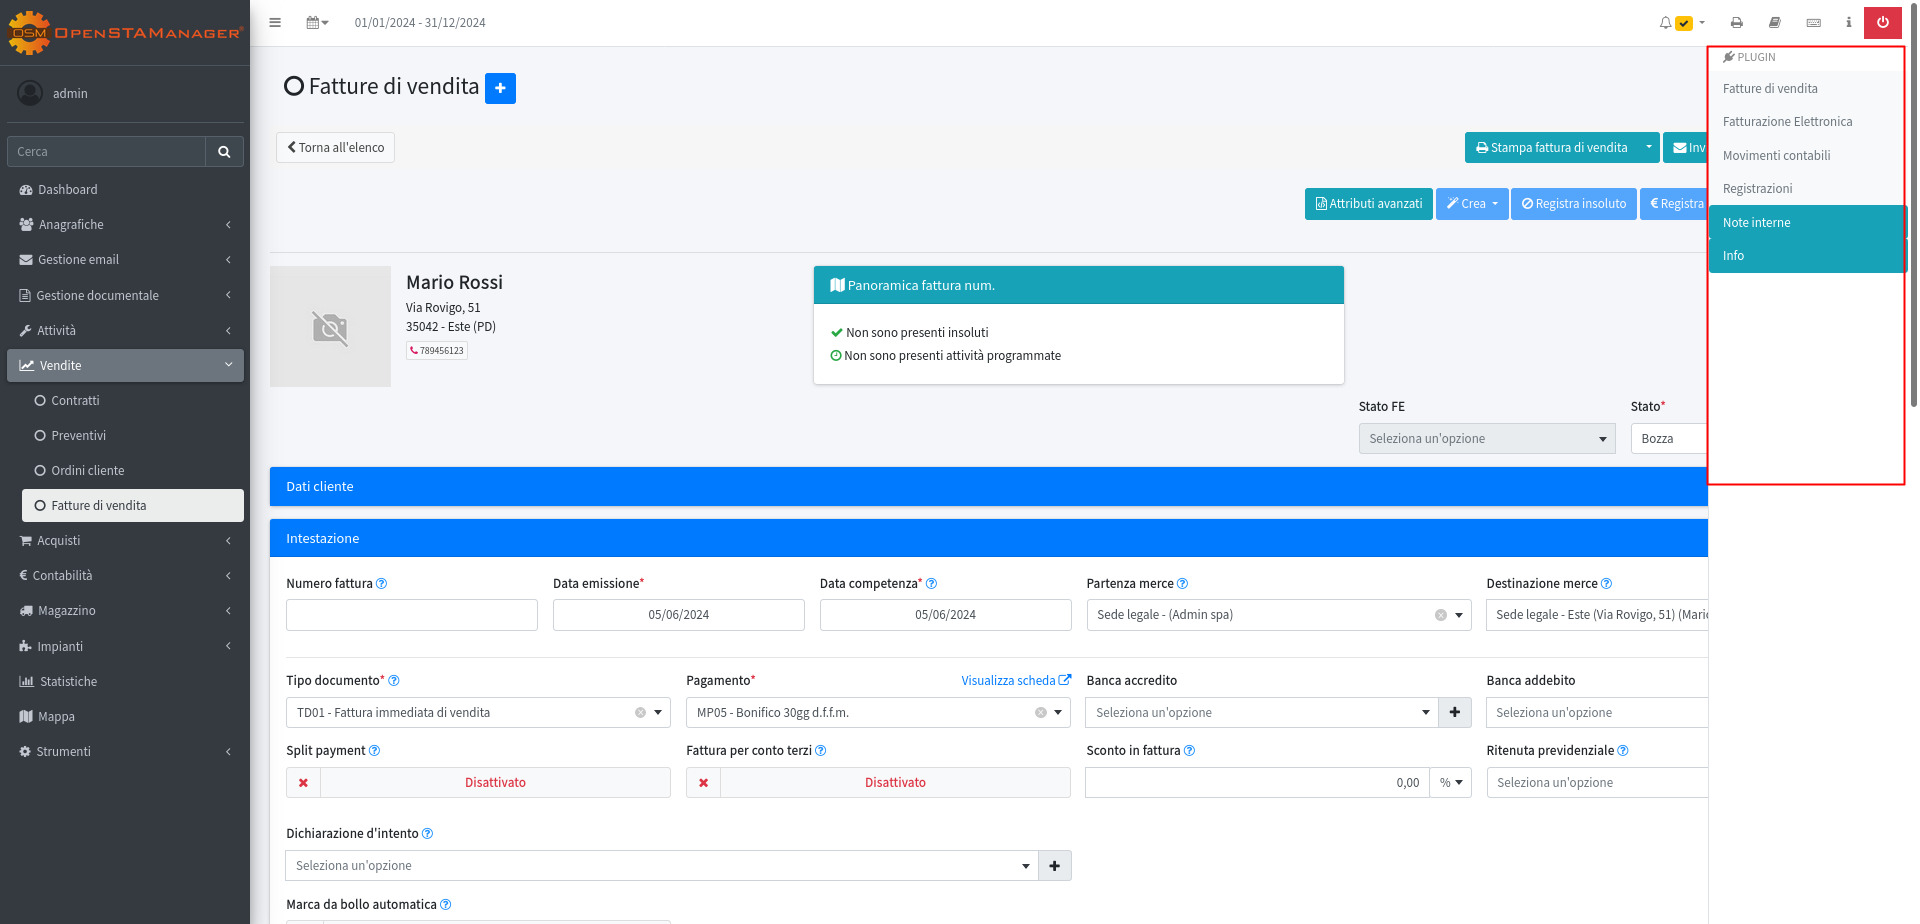 OSM OPENSTAMANAGER®
01/01/2024 - 31/12/2024
admin
Cerca
Dashboard
Anagrafiche
Gestione email
Gestione documentale
Attività
Vendite
Contratti
Preventivi
Ordini cliente
Fatture di vendita
Acquisti
Contabilità
Magazzino
Impianti
Statistiche
Mappa
Strumenti
Fatture di vendita
Torna all'elenco
Stampa fattura di vendita
Inv
Attributi avanzati
Crea
Registra insoluto
Registra
Mario Rossi
Via Rovigo, 51
35042 - Este (PD)
789456123
Panoramica fattura num.
Non sono presenti insoluti
Non sono presenti attività programmate
Stato FE
Stato*
Seleziona un'opzione
Bozza
Dati cliente
Intestazione
Numero fattura
Data emissione*
Data competenza*
Partenza merce
Destinazione merce
05/06/2024
05/06/2024
Sede legale - (Admin spa)
Sede legale - Este (Via Rovigo, 51) (Mario
Tipo documento*
Pagamento*
Visualizza scheda
Banca accredito
Banca addebito
TD01 - Fattura immediata di vendita
MP05 - Bonifico 30gg d.f.f.m.
Seleziona un'opzione
Seleziona un'opzione
Split payment
Fattura per conto terzi
Sconto in fattura
Ritenuta previdenziale
Disattivato
Disattivato
0,00
%
Seleziona un'opzione
Dichiarazione d'intento
Seleziona un'opzione
Marca da bollo automatica
PLUGIN
Fatture di vendita
Fatturazione Elettronica
Movimenti contabili
Registrazioni
Note interne
Info